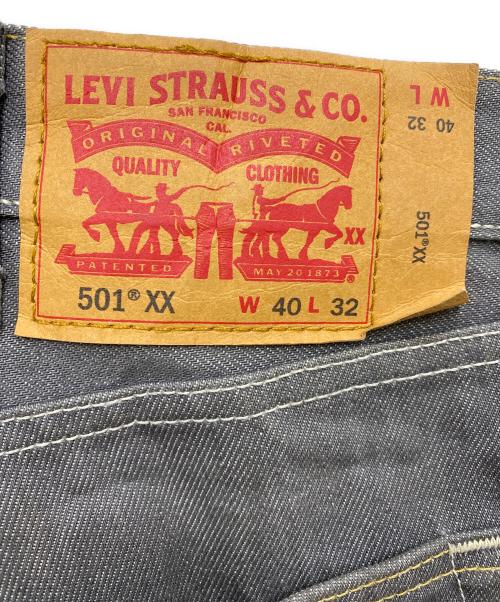 LEVI STRAUSS & CO.
SAN FRANCISCO
CAL.
ORIGINAL RIVETED
QUALITY CLOTHING
XX
PATENTED MAY 20 1873 ®
501® XX W 40 L 32
W L
40 32
501® XX